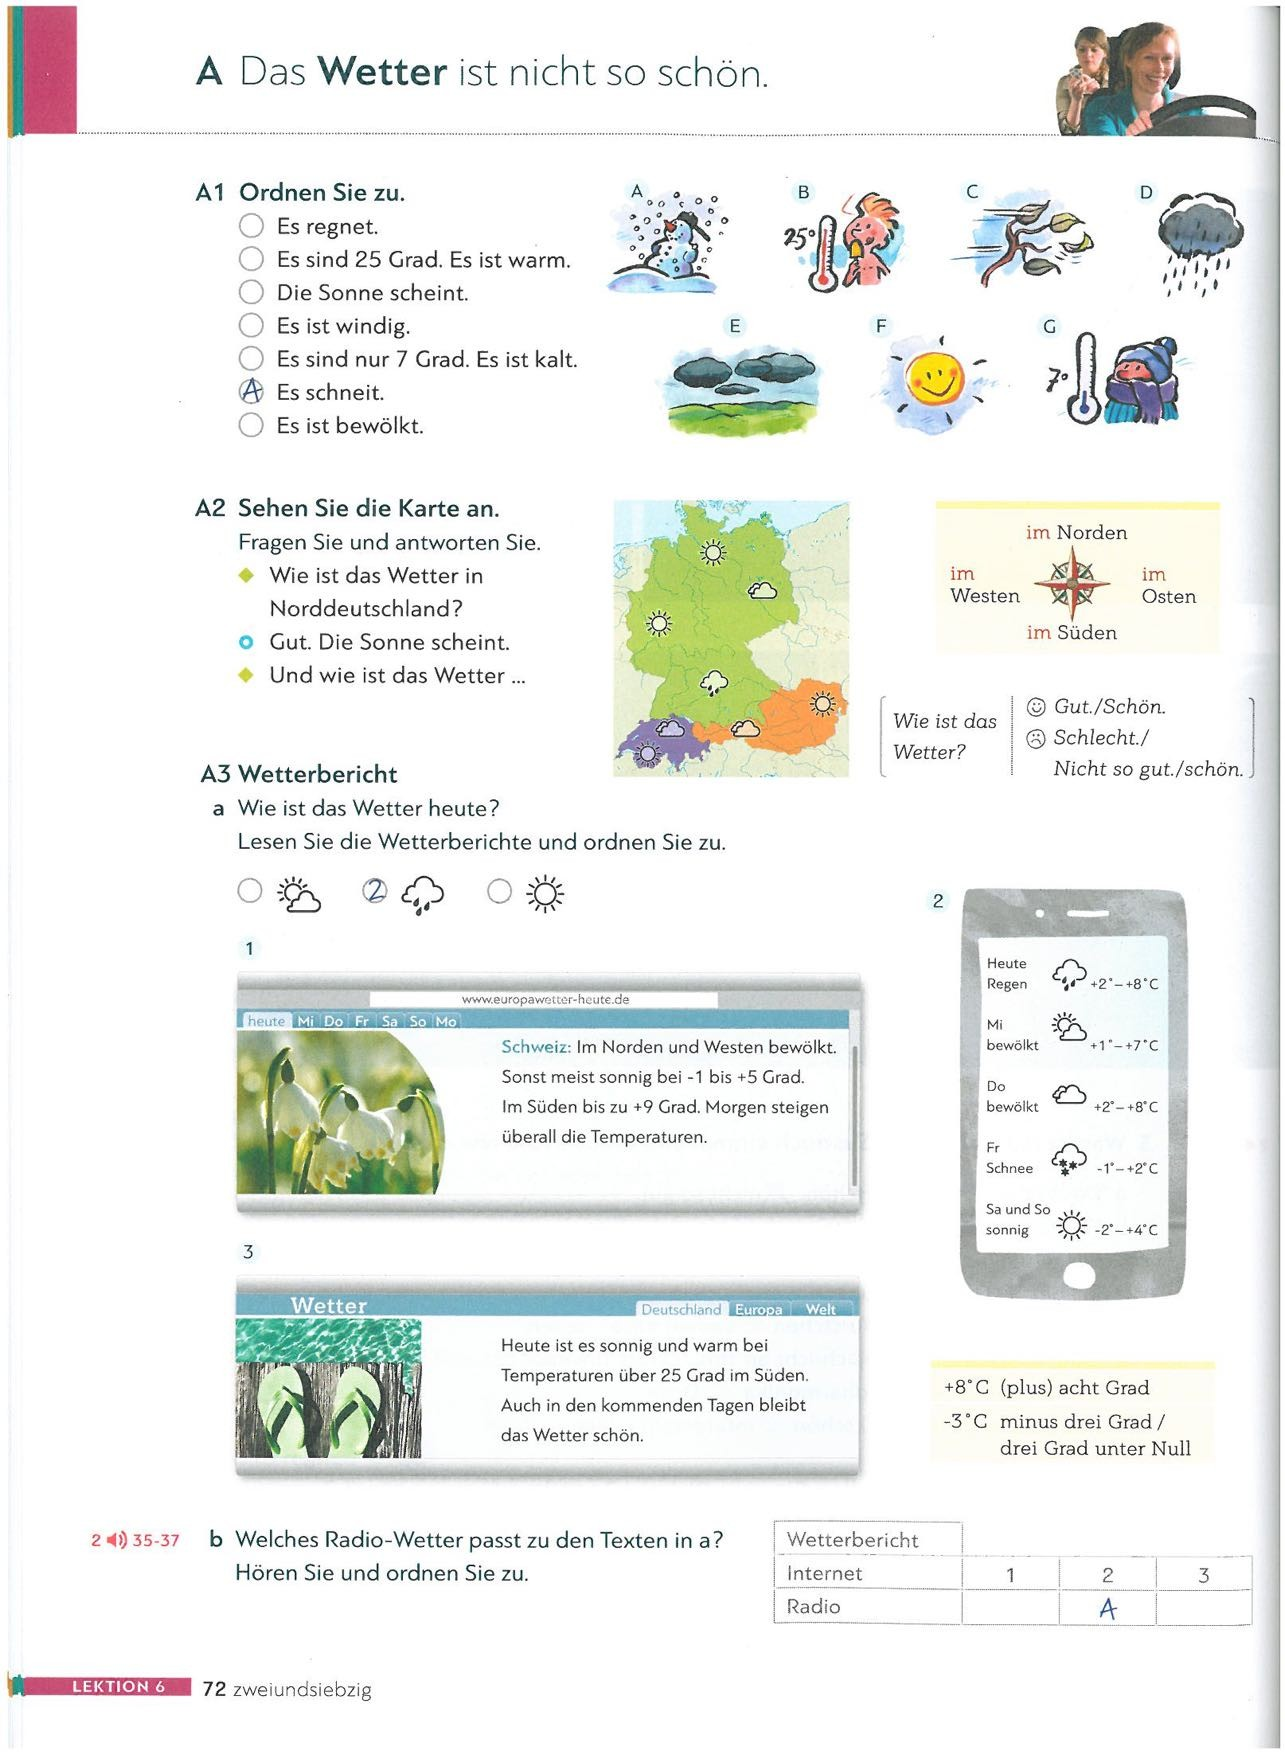 A Das Wetter ist nicht so schön.
A1 Ordnen Sie zu.
Es regnet.
Es sind 25 Grad. Es ist warm.
Die Sonne scheint.
Es ist windig.
Es sind nur 7 Grad. Es ist kalt.
A Es schneit.
Es ist bewölkt.
A
B
C
D
25°
E
F
G
7°
A2 Sehen Sie die Karte an.
Fragen Sie und antworten Sie.
Wie ist das Wetter in
Norddeutschland?
Gut. Die Sonne scheint.
Und wie ist das Wetter ...
im Norden
im
Westen
im
Osten
im Süden
Wie ist das
Wetter?
Gut./Schön.
Schlecht./
Nicht so gut./schön.
A3 Wetterbericht
a Wie ist das Wetter heute?
Lesen Sie die Wetterberichte und ordnen Sie zu.
2
1
www.europawetter-heute.de
heute Mi Do Fr Sa So Mo
Schweiz: Im Norden und Westen bewölkt.
Sonst meist sonnig bei -1 bis +5 Grad.
Im Süden bis zu +9 Grad. Morgen steigen
überall die Temperaturen.
2
Heute
Regen +2°–+8°C
Mi
bewölkt +1°–+7°C
Do
bewölkt +2°–+8°C
Fr
Schnee -1°–+2°C
Sa und So
sonnig -2°–+4°C
3
Wetter
Deutschland Europa Welt
Heute ist es sonnig und warm bei
Temperaturen über 25 Grad im Süden.
Auch in den kommenden Tagen bleibt
das Wetter schön.
+8°C (plus) acht Grad
-3°C minus drei Grad /
drei Grad unter Null
2 35-37 b Welches Radio-Wetter passt zu den Texten in a?
Hören Sie und ordnen Sie zu.
Wetterbericht
Internet 1 2 3
Radio A
LEKTION 6 72 zweiundsiebzig